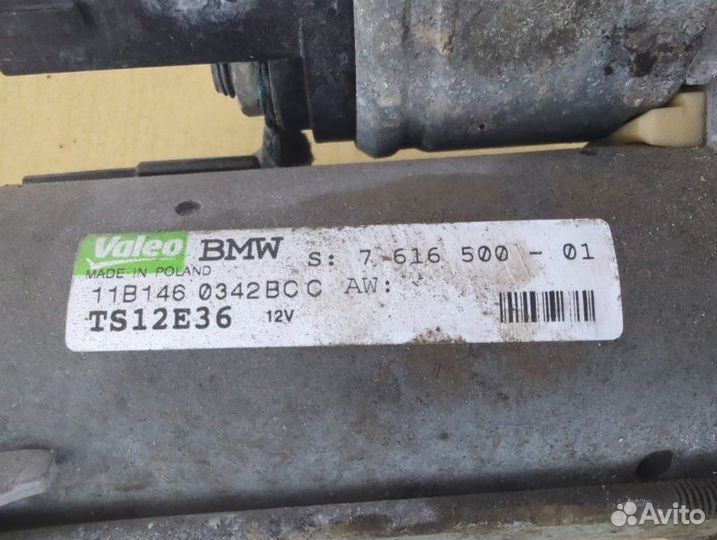 Valeo BMW S: 7 616 500 - 01
MADE IN POLAND
11B146 0342BCC AW:
TS12E36 12V
Avito